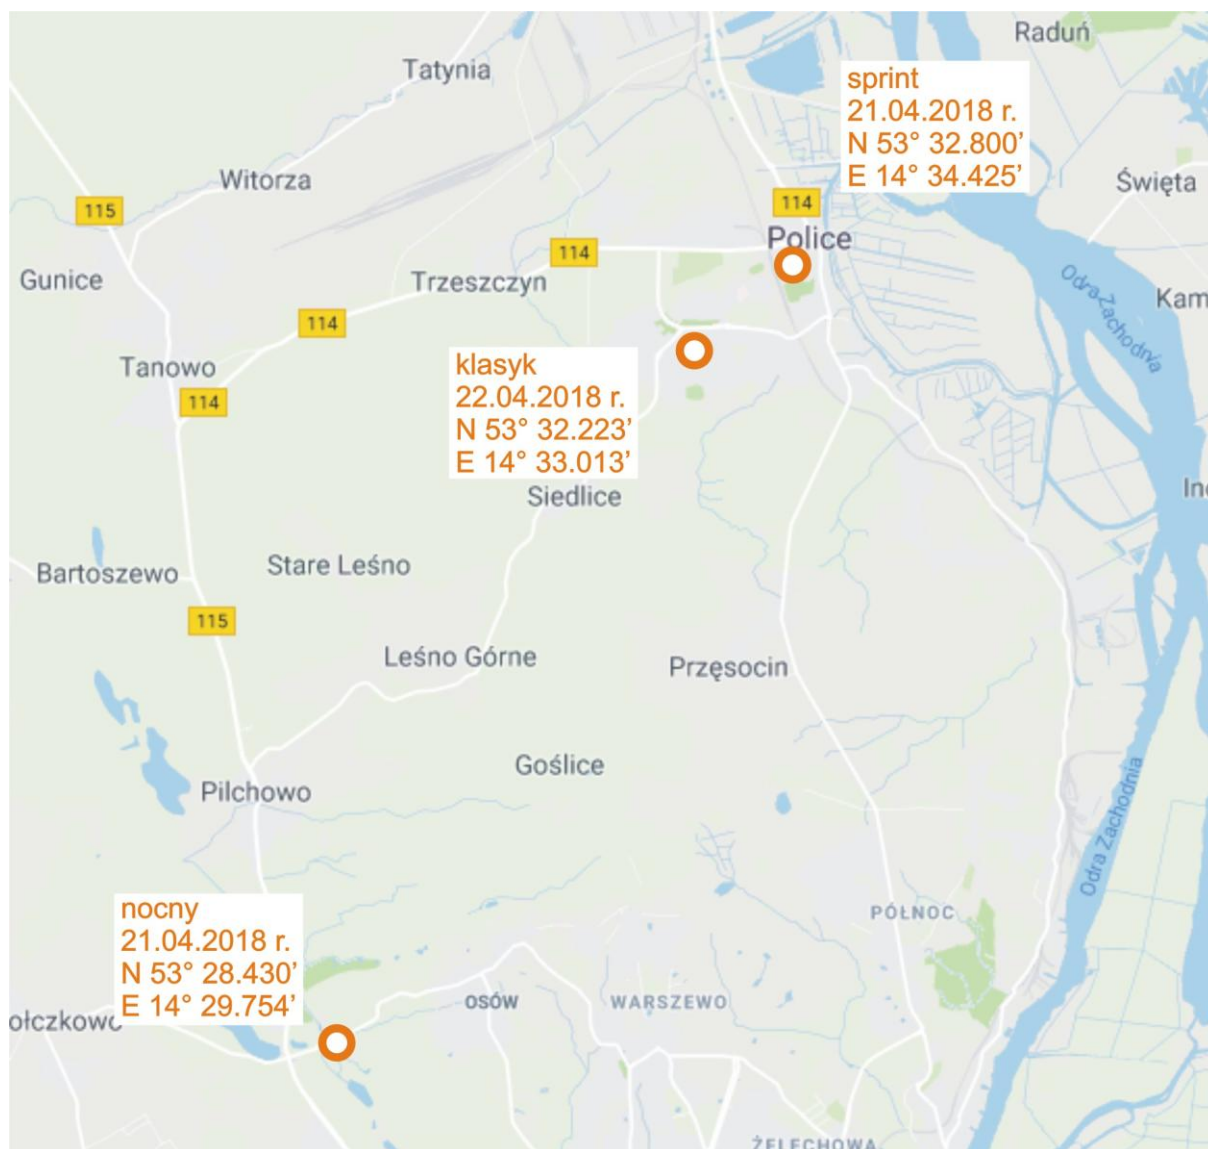 Raduń
Tatynia
sprint
21.04.2018 r.
N 53° 32.800’
E 14° 34.425’
Witorza
Święta
115
114
Police
114
Gunice
Trzeszczyn
Odra Zachodnia
Kam
114
Tanowo
klasyk
22.04.2018 r.
N 53° 32.223’
E 14° 33.013’
114
Siedlice
Ino
Bartoszewo
Stare Leśno
115
Leśno Górne
Przęsocin
Goślice
Pilchowo
Odra Zachodnia
nocny
21.04.2018 r.
N 53° 28.430’
E 14° 29.754’
PÓŁNOC
OSÓW
WARSZEWO
ołczkowo
ŻELECHOWA